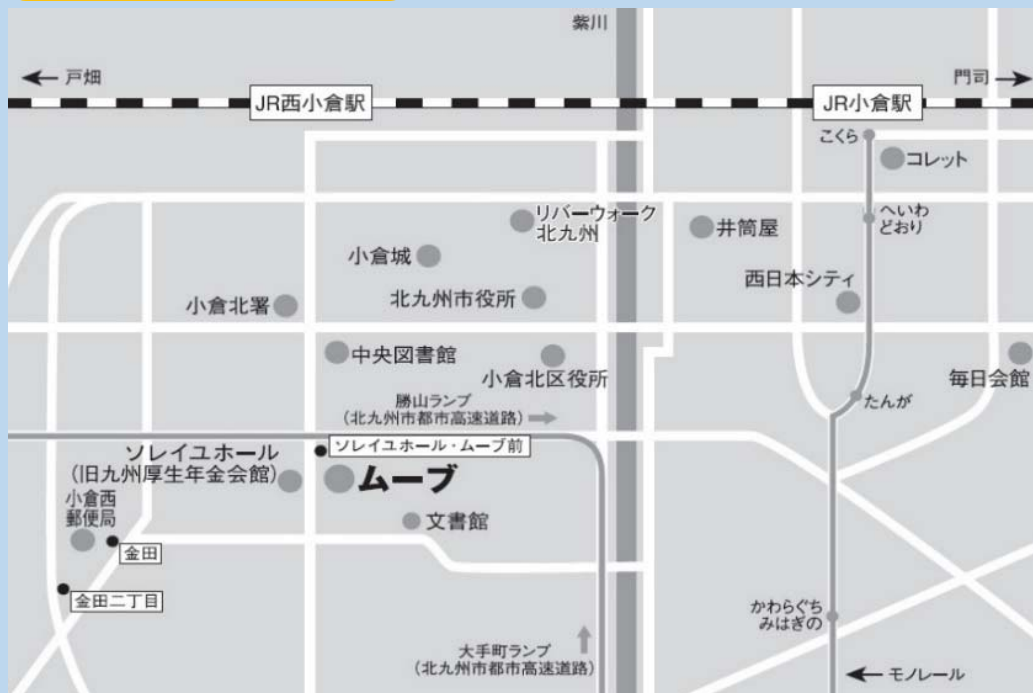 紫川
戸畑
門司
JR西小倉駅
JR小倉駅
こくら
コレット
リバーウォーク
北九州
井筒屋
へいわ
どおり
小倉城
西日本シティ
小倉北署
北九州市役所
中央図書館
小倉北区役所
毎日会館
勝山ランプ
(北九州市都市高速道路)
たんが
ソレイユホール
(旧九州厚生年金会館)
ソレイユホール・ムーブ前
ムーブ
小倉西
郵便局
文書館
金田
金田二丁目
かわらぐち
みはぎの
大手町ランプ
(北九州市都市高速道路)
モノレール